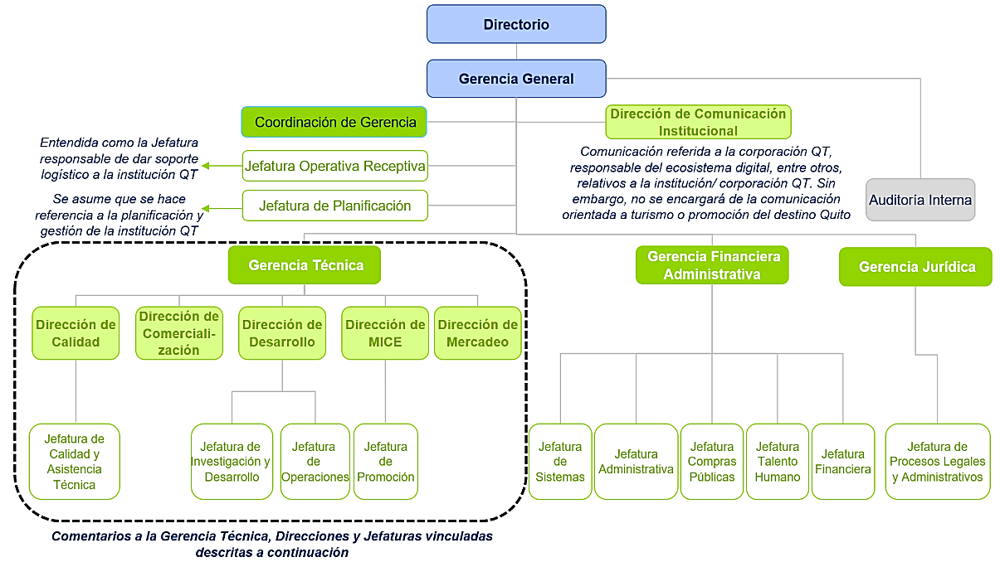 Directorio
Gerencia General
Coordinación de Gerencia
Dirección de Comunicación
Institucional
Entendida como la Jefatura
responsable de dar soporte
logístico a la institución QT
Jefatura Operativa Receptiva
Comunicación referida a la corporación QT,
responsable del ecosistema digital, entre otros,
relativos a la institución/ corporación QT. Sin
embargo, no se encargará de la comunicación
orientada a turismo o promoción del destino Quito
Auditoría Interna
Se asume que se hace
referencia a la planificación y
gestión de la institución QT
Jefatura de Planificación
Gerencia Técnica
Gerencia Financiera
Administrativa
Gerencia Jurídica
Dirección de
Calidad
Dirección de
Comerciali-
zación
Dirección de
Desarrollo
Dirección de
MICE
Dirección de
Mercadeo
Jefatura de
Calidad y
Asistencia
Técnica
Jefatura de
Investigación y
Desarrollo
Jefatura
de
Operaciones
Jefatura
de
Promoción
Jefatura
de
Sistemas
Jefatura
Administrativa
Jefatura
Compras
Públicas
Jefatura
Talento
Humano
Jefatura
Financiera
Jefatura de
Procesos Legales
y Administrativos
Comentarios a la Gerencia Técnica, Direcciones y Jefaturas vinculadas
descritas a continuación